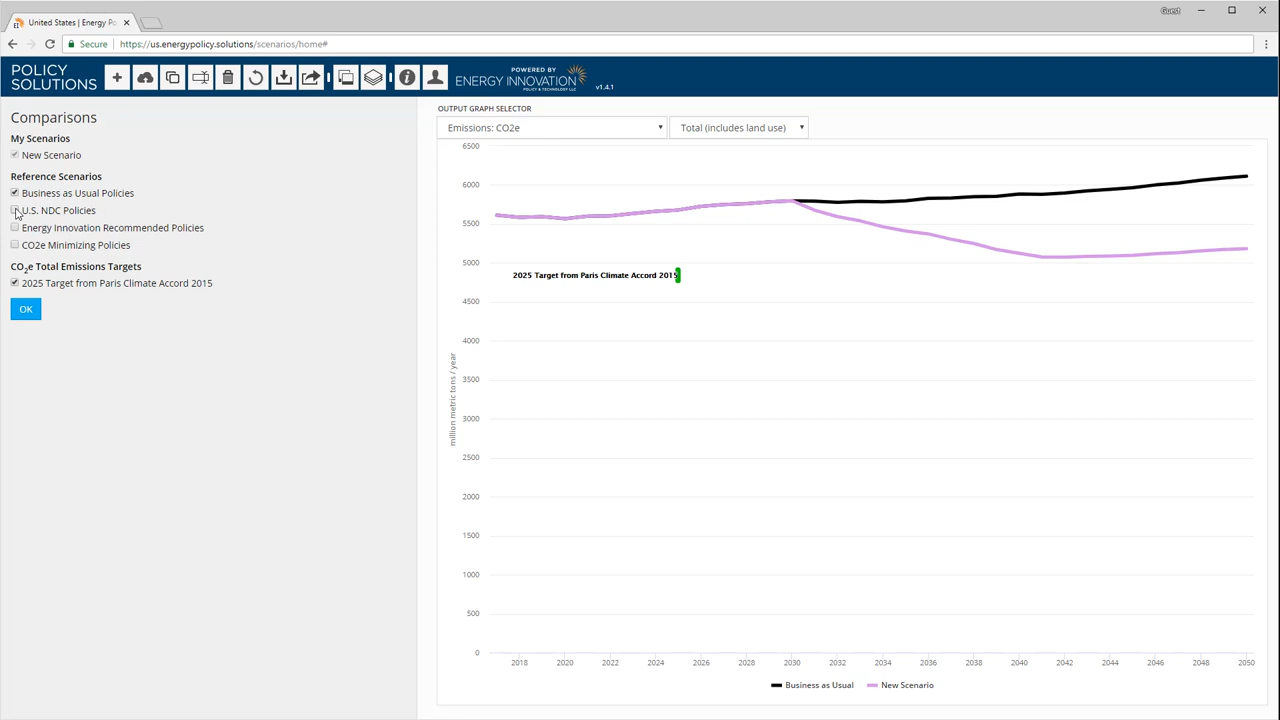 United States | Energy Po
Guest
Secure
https://us.energypolicy.solutions/scenarios/home#
POLICY
SOLUTIONS
POWERED BY
ENERGY INNOVATION
POLICY & TECHNOLOGY LLC
v1.4.1
Comparisons
My Scenarios
New Scenario
Reference Scenarios
Business as Usual Policies
U.S. NDC Policies
Energy Innovation Recommended Policies
CO2e Minimizing Policies
CO2e Total Emissions Targets
2025 Target from Paris Climate Accord 2015
OK
OUTPUT GRAPH SELECTOR
Emissions: CO2e
Total (includes land use)
6500
6000
5500
5000
4500
4000
3500
3000
2500
2000
1500
1000
500
0
million metric tons / year
2025 Target from Paris Climate Accord 2015
2018 2020 2022 2024 2026 2028 2030 2032 2034 2036 2038 2040 2042 2044 2046 2048 2050
Business as Usual
New Scenario